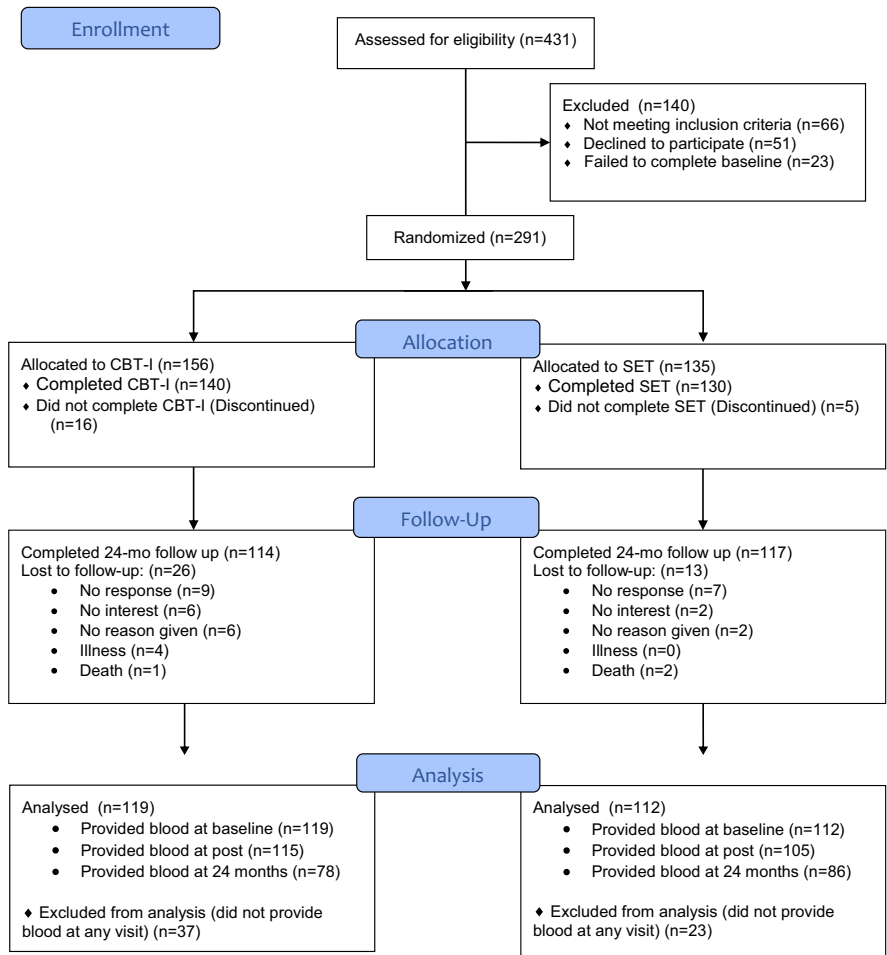 Enrollment
Assessed for eligibility (n=431)
Excluded (n=140)
♦ Not meeting inclusion criteria (n=66)
♦ Declined to participate (n=51)
♦ Failed to complete baseline (n=23)
Randomized (n=291)
Allocation
Allocated to CBT-I (n=156)
♦ Completed CBT-I (n=140)
♦ Did not complete CBT-I (Discontinued)
(n=16)
Allocated to SET (n=135)
♦ Completed SET (n=130)
♦ Did not complete SET (Discontinued) (n=5)
Follow-Up
Completed 24-mo follow up (n=114)
Lost to follow-up: (n=26)
• No response (n=9)
• No interest (n=6)
• No reason given (n=6)
• Illness (n=4)
• Death (n=1)
Completed 24-mo follow up (n=117)
Lost to follow-up: (n=13)
• No response (n=7)
• No interest (n=2)
• No reason given (n=2)
• Illness (n=0)
• Death (n=2)
Analysis
Analysed (n=119)
• Provided blood at baseline (n=119)
• Provided blood at post (n=115)
• Provided blood at 24 months (n=78)
♦ Excluded from analysis (did not provide
blood at any visit) (n=37)
Analysed (n=112)
• Provided blood at baseline (n=112)
• Provided blood at post (n=105)
• Provided blood at 24 months (n=86)
♦ Excluded from analysis (did not provide
blood at any visit) (n=23)